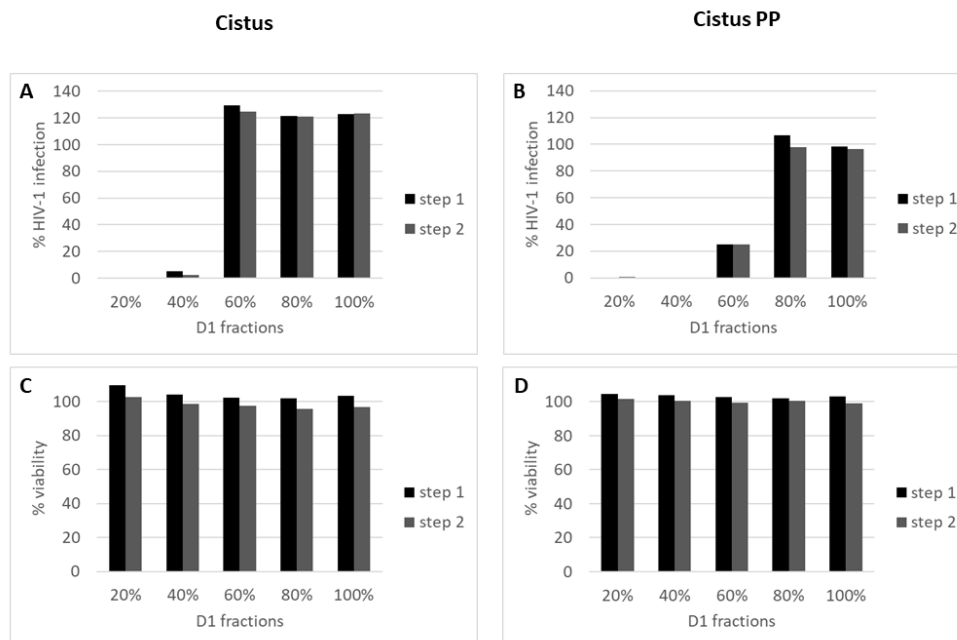 Cistus
Cistus PP
A
140
120
100
80
60
40
20
0
% HIV-1 infection
20% 40% 60% 80% 100%
D1 fractions
step 1
step 2
B
140
120
100
80
60
40
20
0
% HIV-1 infection
20% 40% 60% 80% 100%
D1 fractions
step 1
step 2
C
100
80
60
40
20
0
% viability
20% 40% 60% 80% 100%
D1 fractions
step 1
step 2
D
100
80
60
40
20
0
% viability
20% 40% 60% 80% 100%
D1 fractions
step 1
step 2